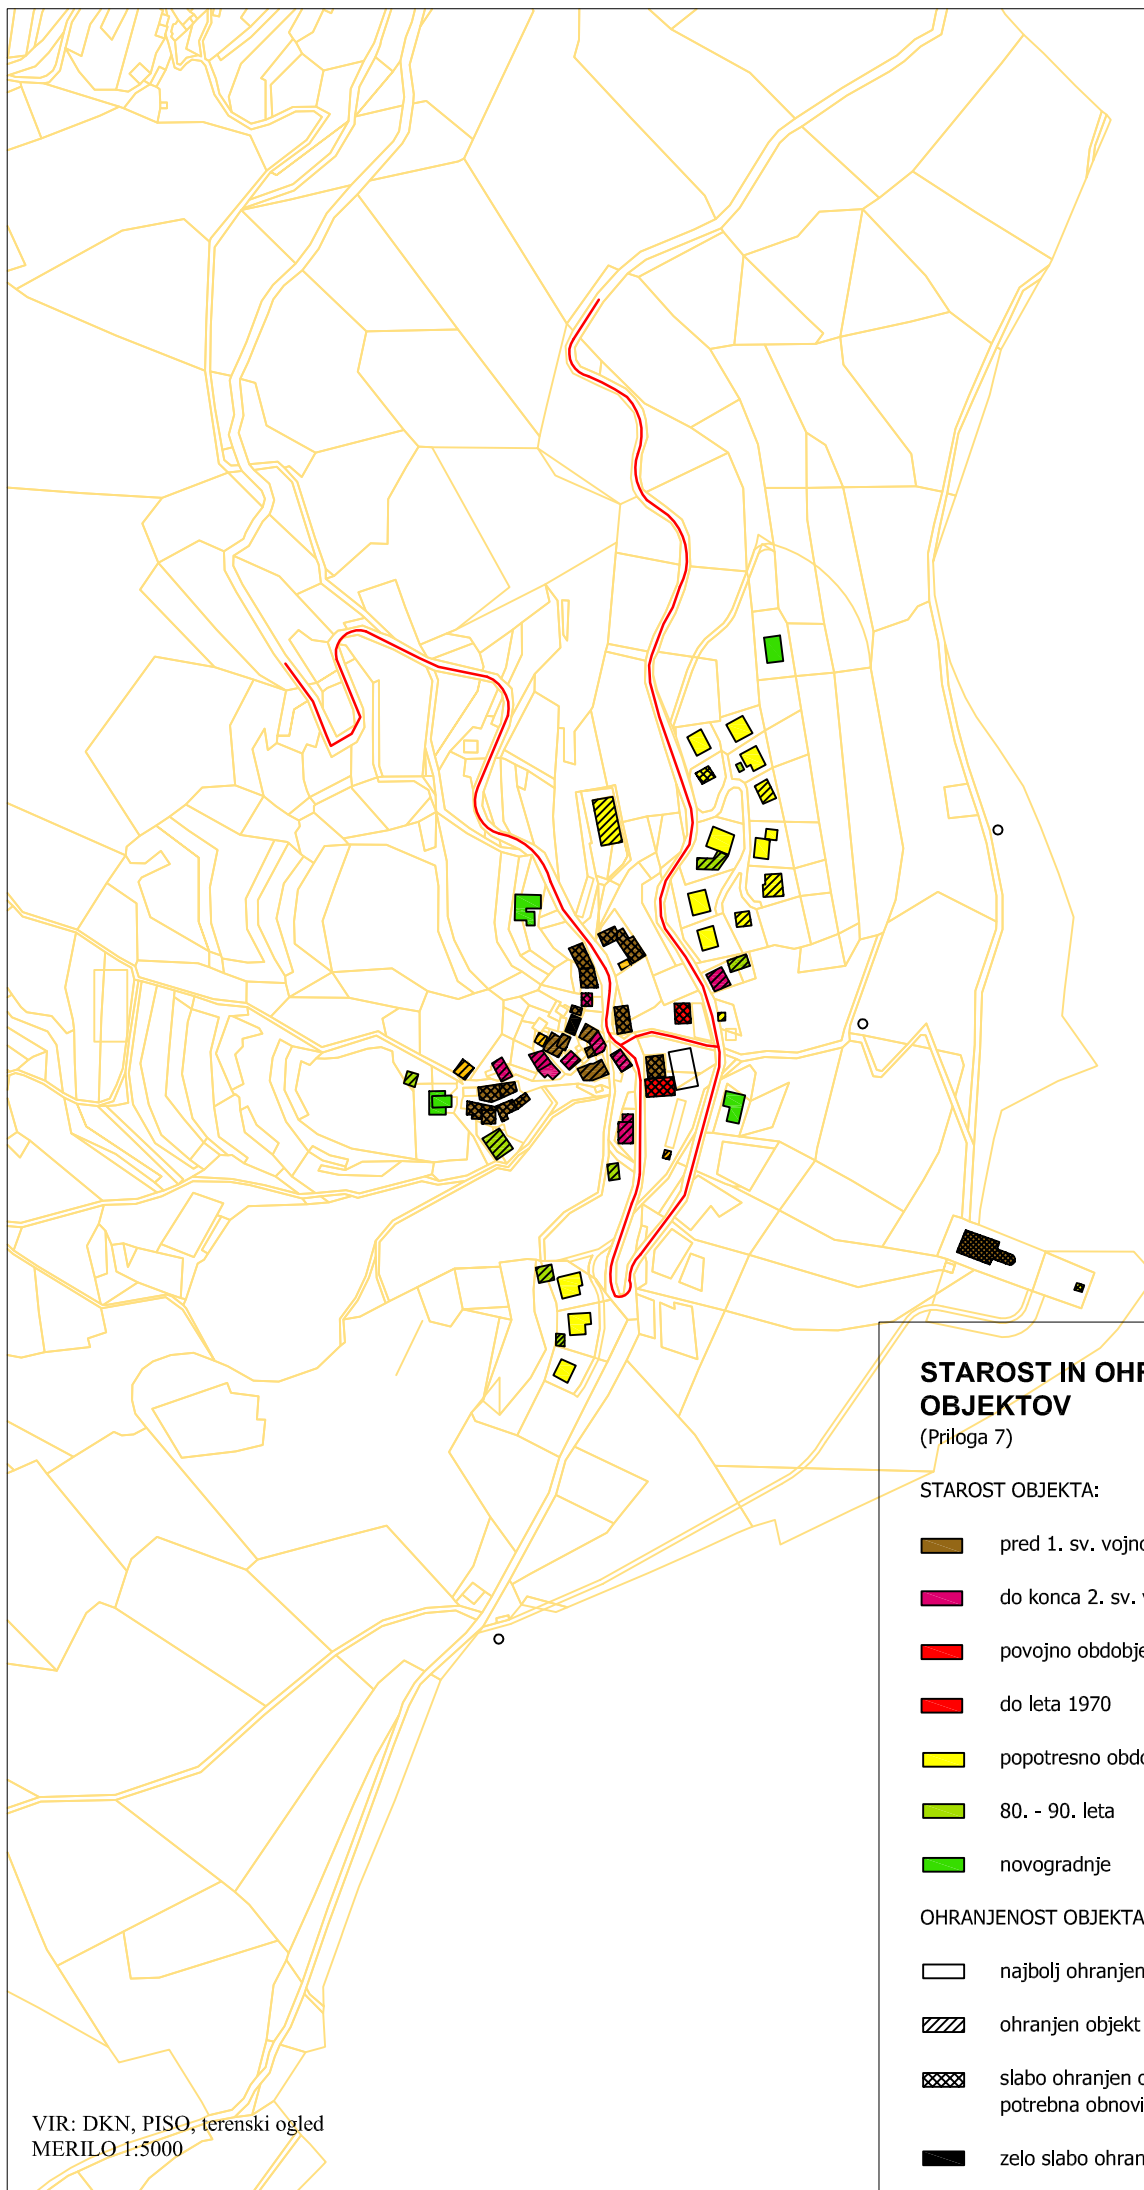 STAROST IN OHR
OBJEKTOV
(Priloga 7)
STAROST OBJEKTA:
pred 1. sv. vojno
do konca 2. sv. v
povojno obdobje
do leta 1970
popotresno obdo
80. - 90. leta
novogradnje
OHRANJENOST OBJEKTA
najbolj ohranjen
ohranjen objekt
slabo ohranjen o
potrebna obnovi
zelo slabo ohran
VIR: DKN, PISO, terenski ogled
MERILO 1:5000